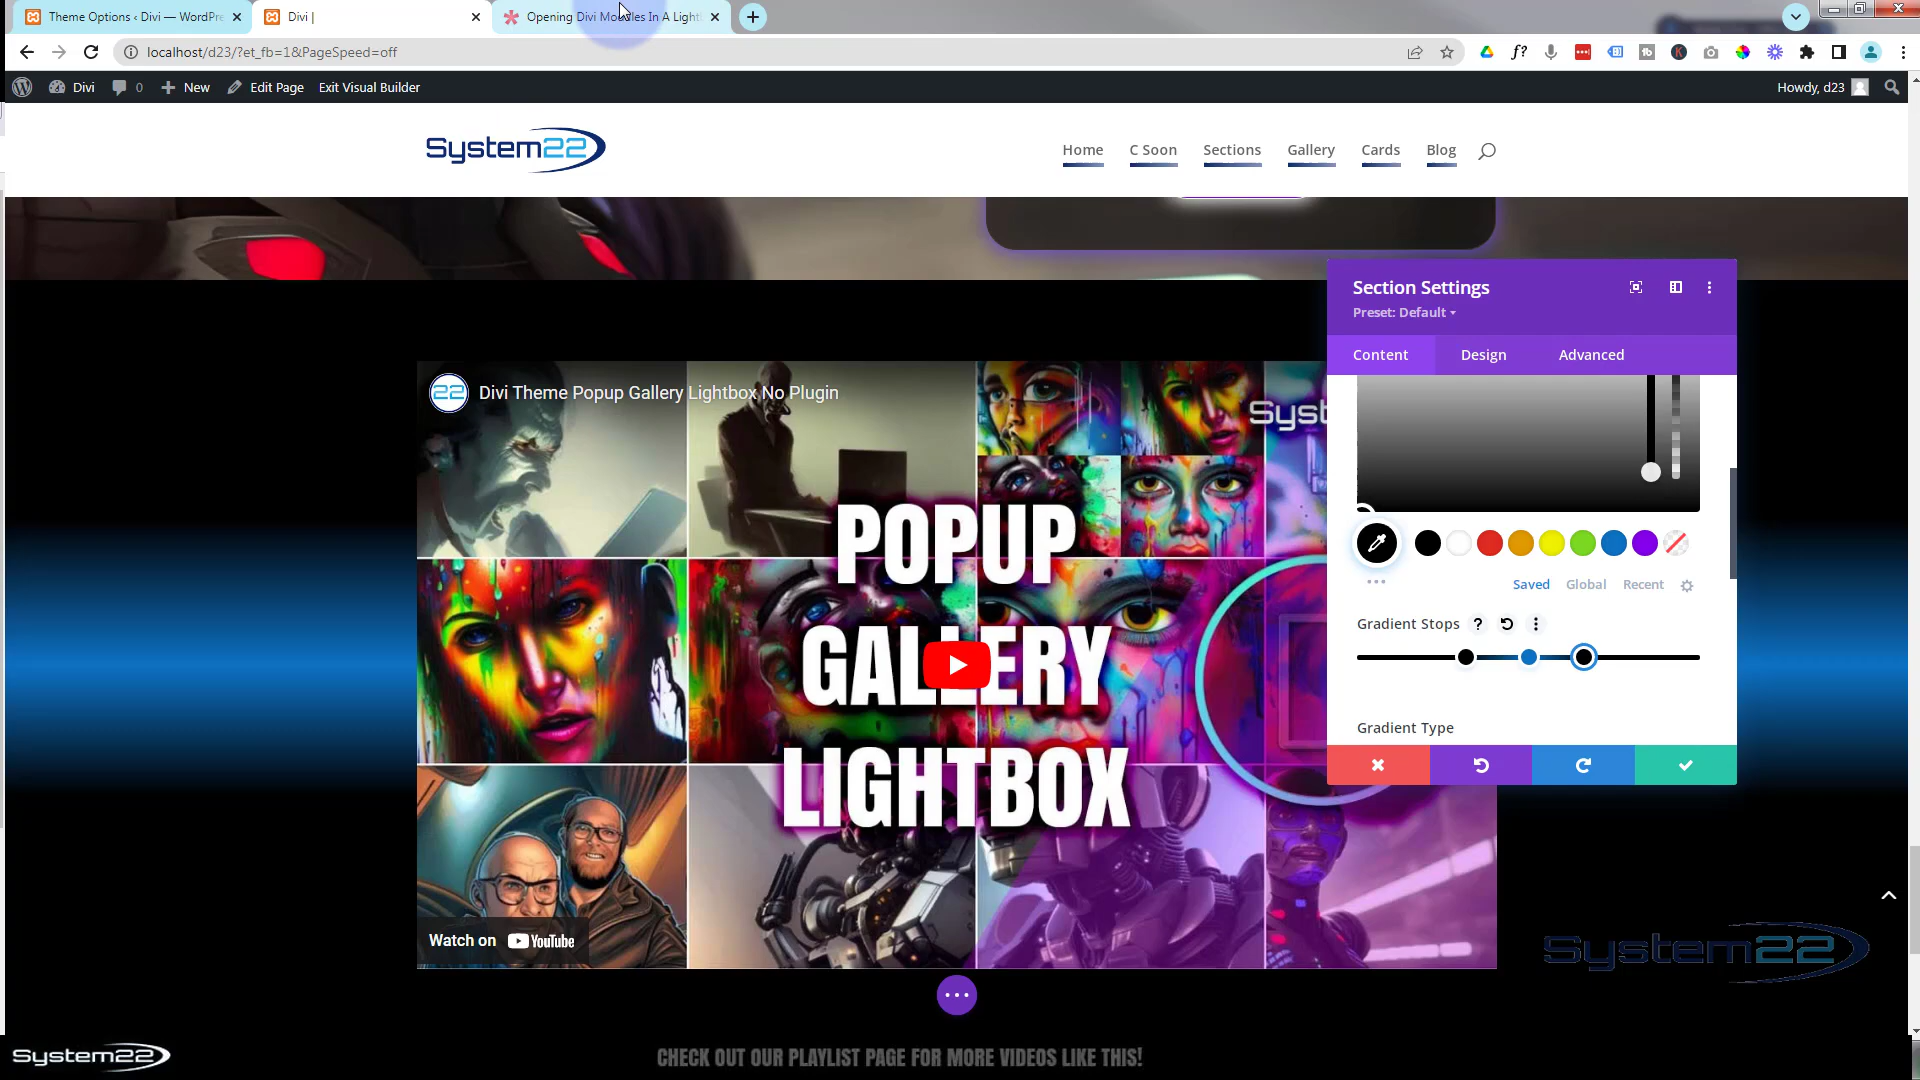 Theme Options ‹ Divi — WordPre
Divi |
Opening Divi Modules In A Light
localhost/d23/?et_fb=1&PageSpeed=off
Divi
0
New
Edit Page
Exit Visual Builder
Howdy, d23
System22
Home
C Soon
Sections
Gallery
Cards
Blog
Section Settings
Preset: Default
Content
Design
Advanced
22
Divi Theme Popup Gallery Lightbox No Plugin
Syst
POPUP
GALLERY
LIGHTBOX
Saved
Global
Recent
Gradient Stops
Gradient Type
Watch on
YouTube
System22
System22
CHECK OUT OUR PLAYLIST PAGE FOR MORE VIDEOS LIKE THIS!